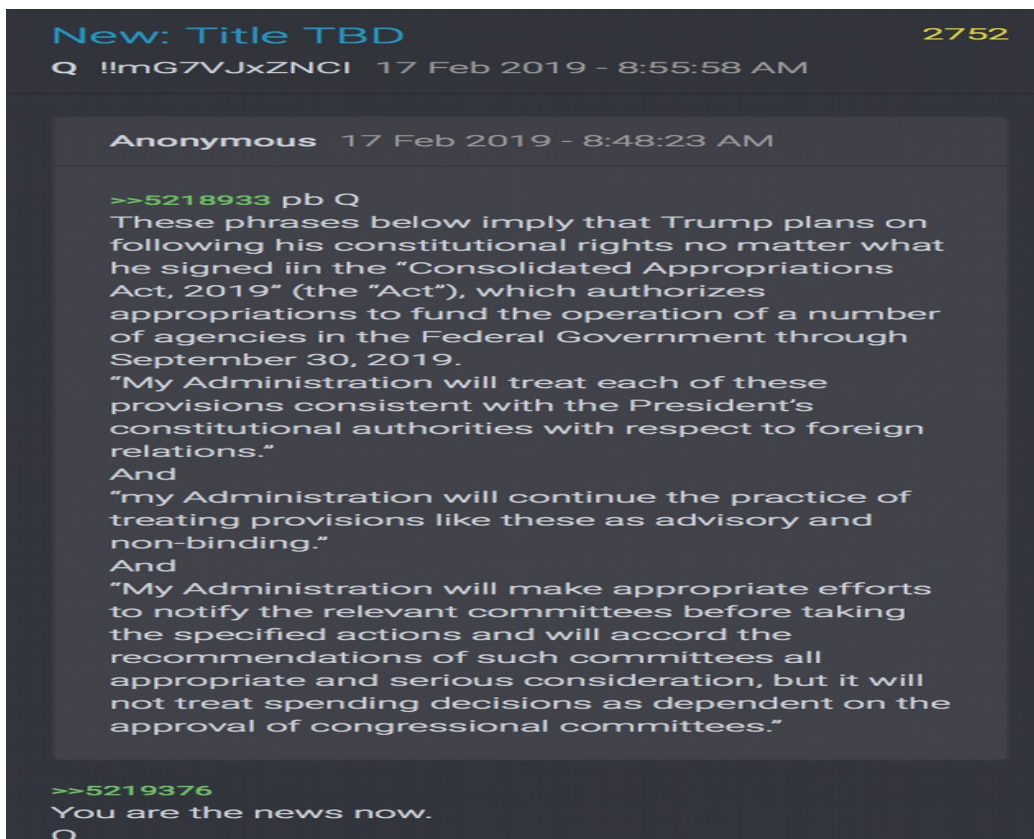 New: Title TBD 2752
Q !!mG7VJxZNCI 17 Feb 2019 - 8:55:58 AM
Anonymous 17 Feb 2019 - 8:48:23 AM
>>5218933 pb Q
These phrases below imply that Trump plans on
following his constitutional rights no matter what
he signed iin the “Consolidated Appropriations
Act, 2019” (the “Act”), which authorizes
appropriations to fund the operation of a number
of agencies in the Federal Government through
September 30, 2019.
“My Administration will treat each of these
provisions consistent with the President’s
constitutional authorities with respect to foreign
relations.”
And
“my Administration will continue the practice of
treating provisions like these as advisory and
non-binding.”
And
“My Administration will make appropriate efforts
to notify the relevant committees before taking
the specified actions and will accord the
recommendations of such committees all
appropriate and serious consideration, but it will
not treat spending decisions as dependent on the
approval of congressional committees.”
>>5219376
You are the news now.
Q